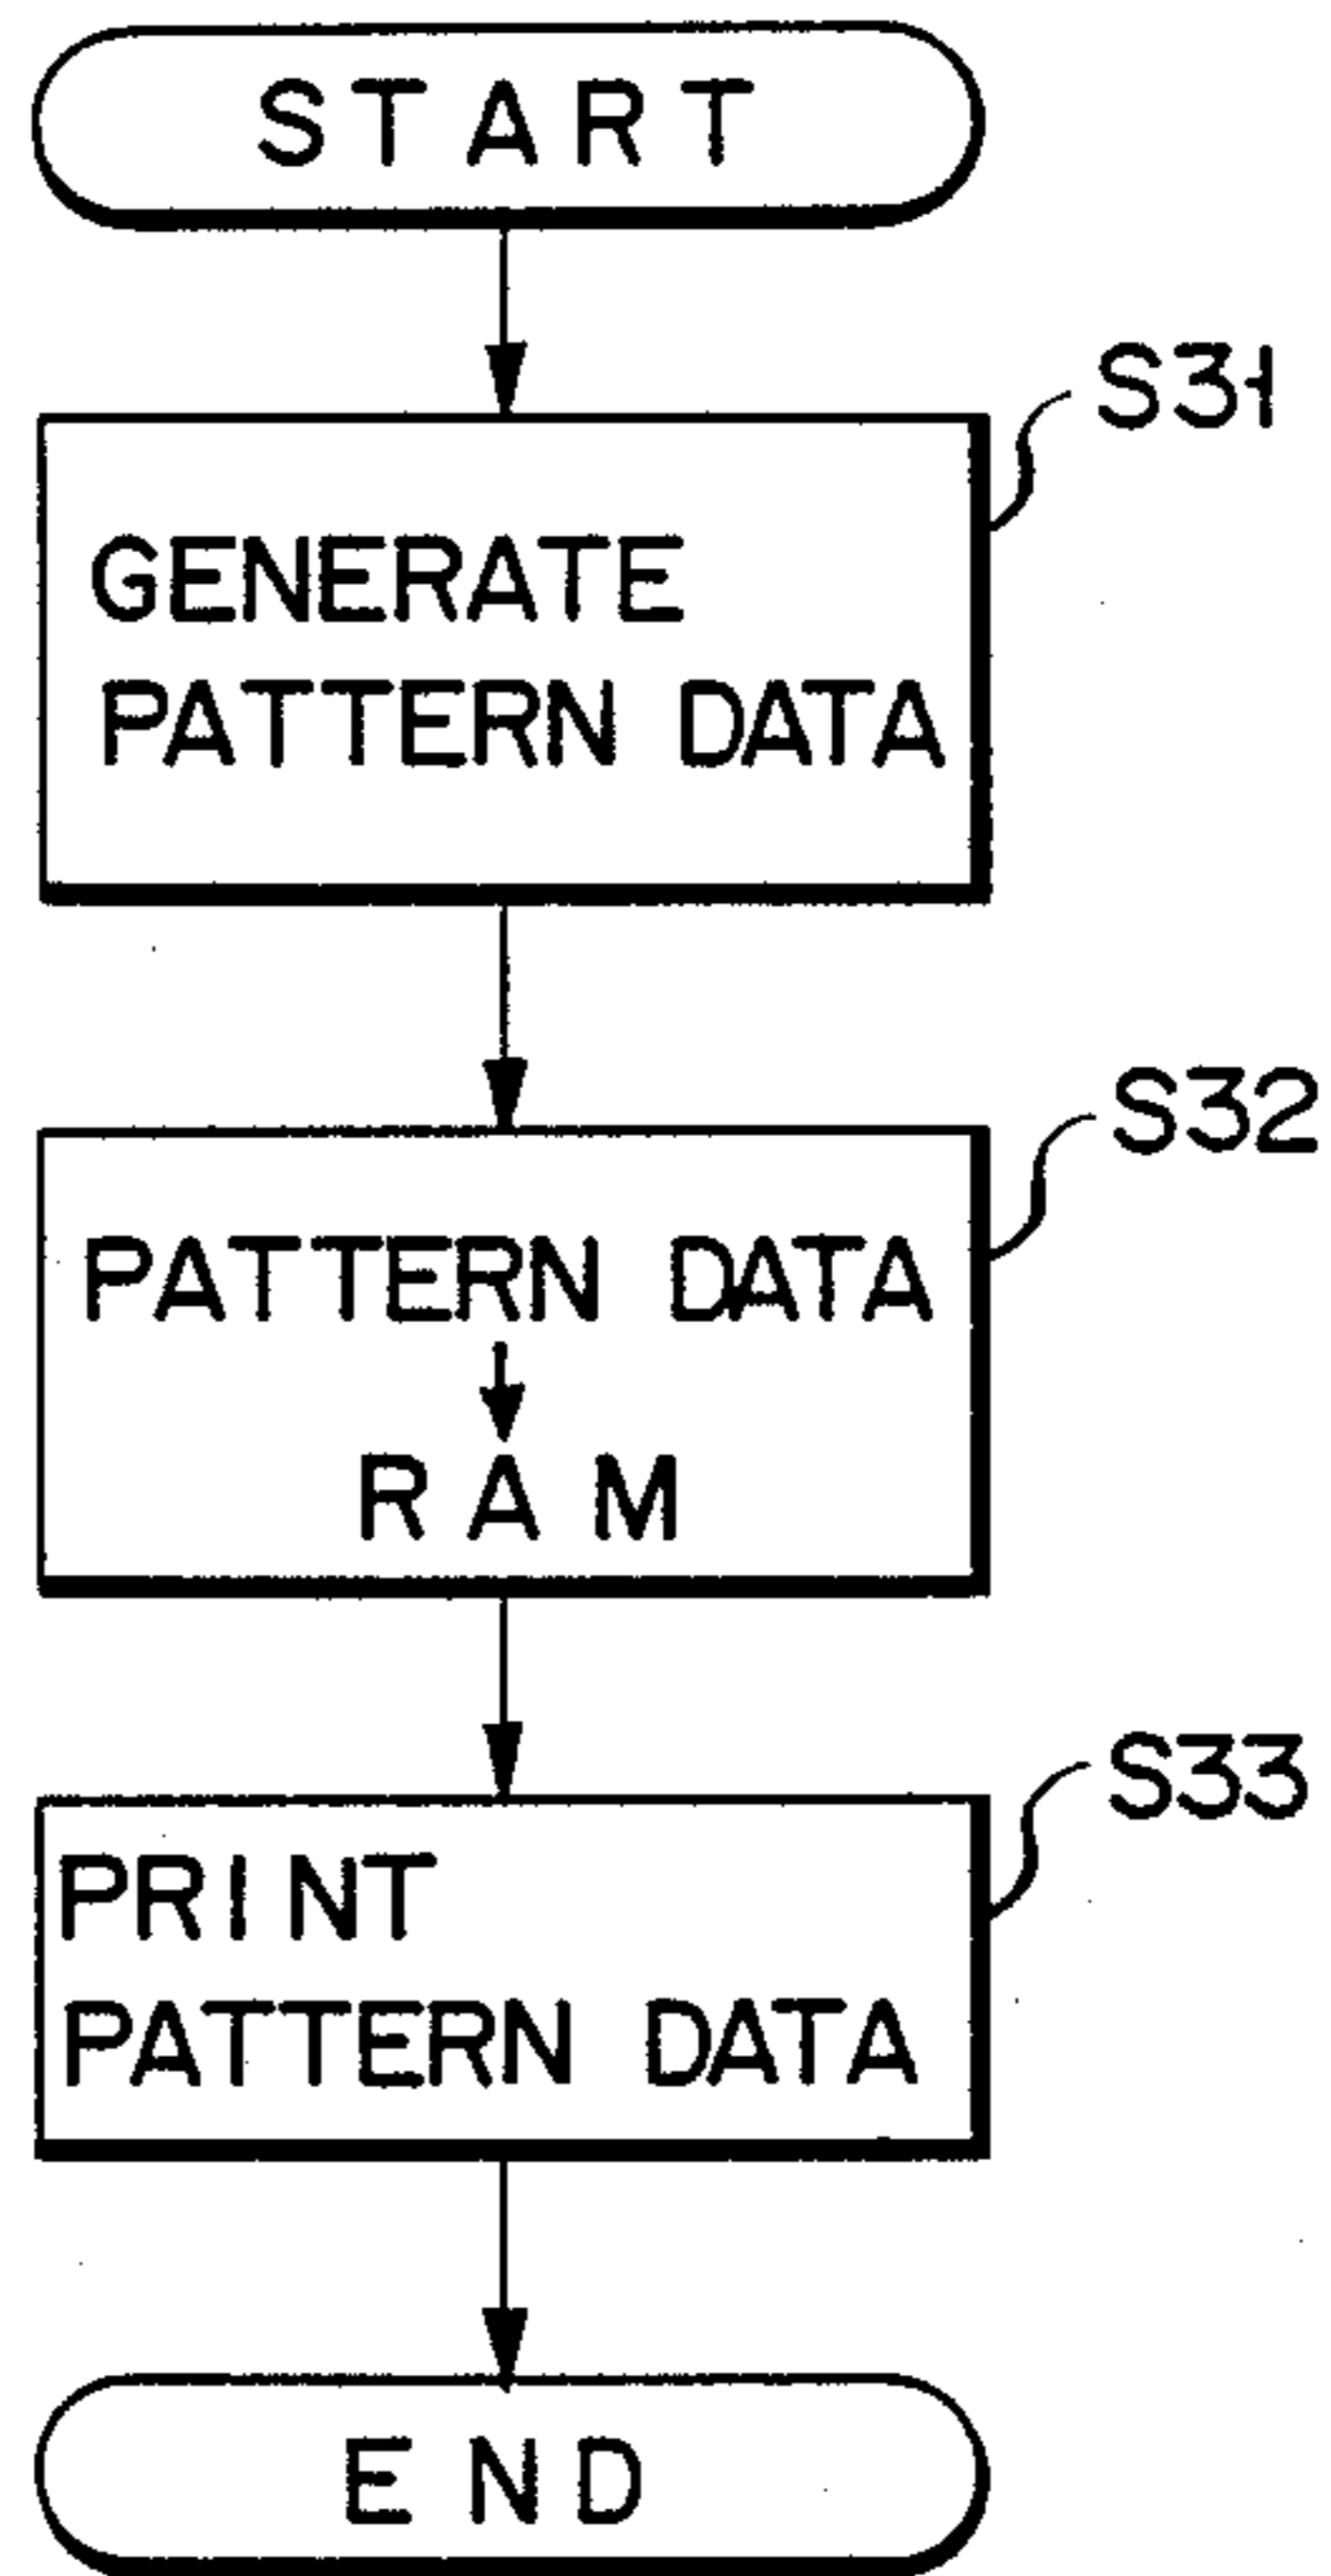 START
S31
GENERATE
PATTERN DATA
S32
PATTERN DATA
RAM
S33
PRINT
PATTERN DATA
END